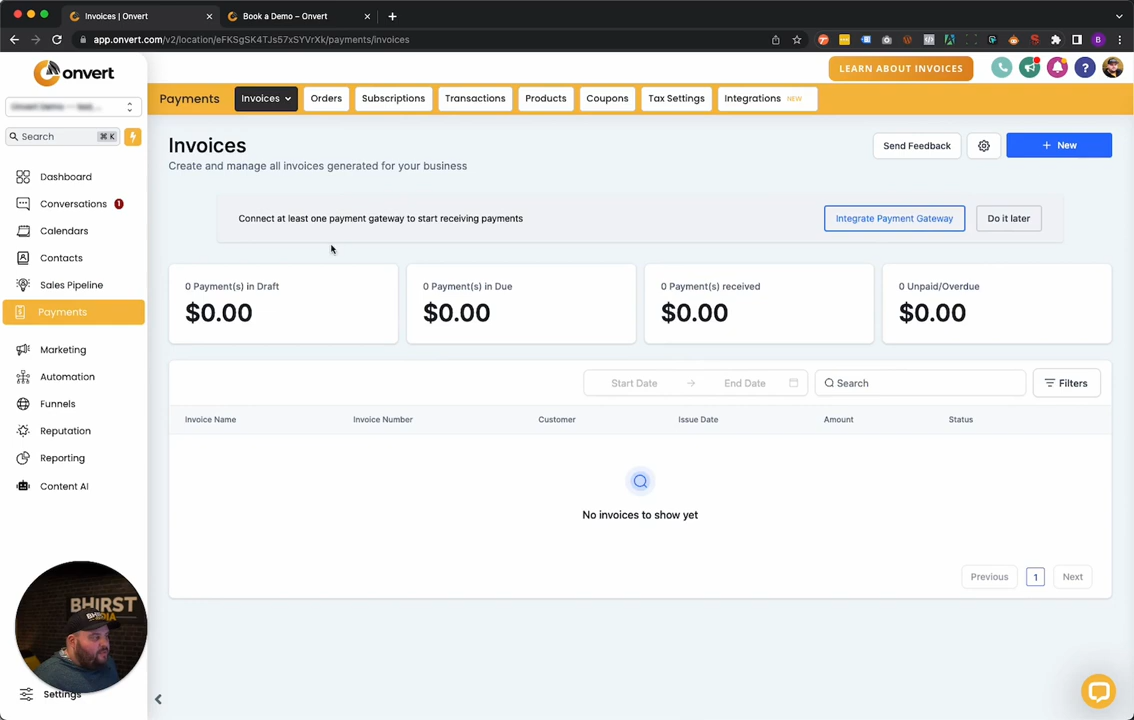 Invoices | Onvert
Book a Demo – Onvert
app.onvert.com/v2/location/eFKSgSK4TJs57xSYVrXk/payments/invoices
B
onvert
LEARN ABOUT INVOICES
?
Payments
Invoices
Orders
Subscriptions
Transactions
Products
Coupons
Tax Settings
Integrations NEW
Search ⌘ K
Invoices
Create and manage all invoices generated for your business
Send Feedback
+ New
Dashboard
Conversations 1
Calendars
Contacts
Sales Pipeline
Payments
Marketing
Automation
Funnels
Reputation
Reporting
Content AI
Settings
Connect at least one payment gateway to start receiving payments
Integrate Payment Gateway
Do it later
0 Payment(s) in Draft
$0.00
0 Payment(s) in Due
$0.00
0 Payment(s) received
$0.00
0 Unpaid/Overdue
$0.00
Start Date → End Date
Search
Filters
Invoice Name
Invoice Number
Customer
Issue Date
Amount
Status
No invoices to show yet
Previous
1
Next
BHIRST